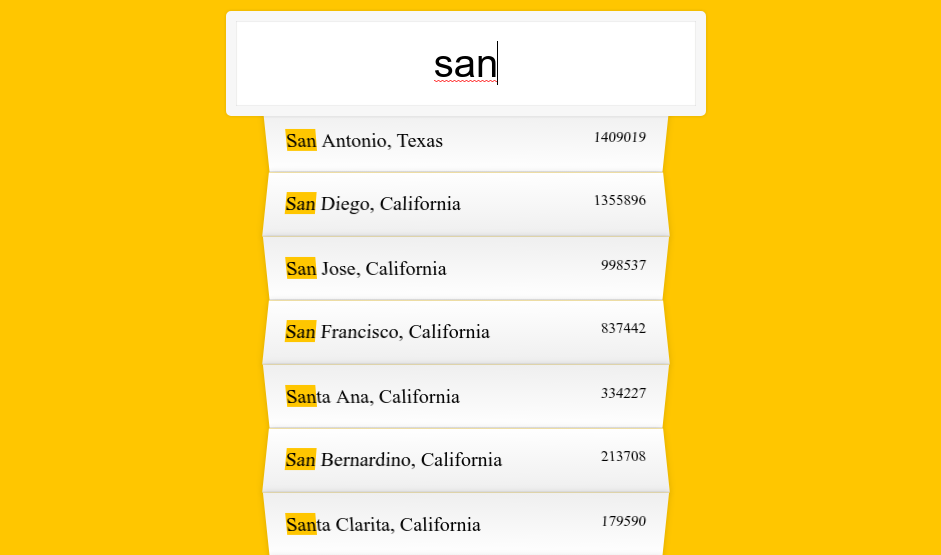 san
San Antonio, Texas 1409019
San Diego, California 1355896
San Jose, California 998537
San Francisco, California 837442
Santa Ana, California 334227
San Bernardino, California 213708
Santa Clarita, California 179590